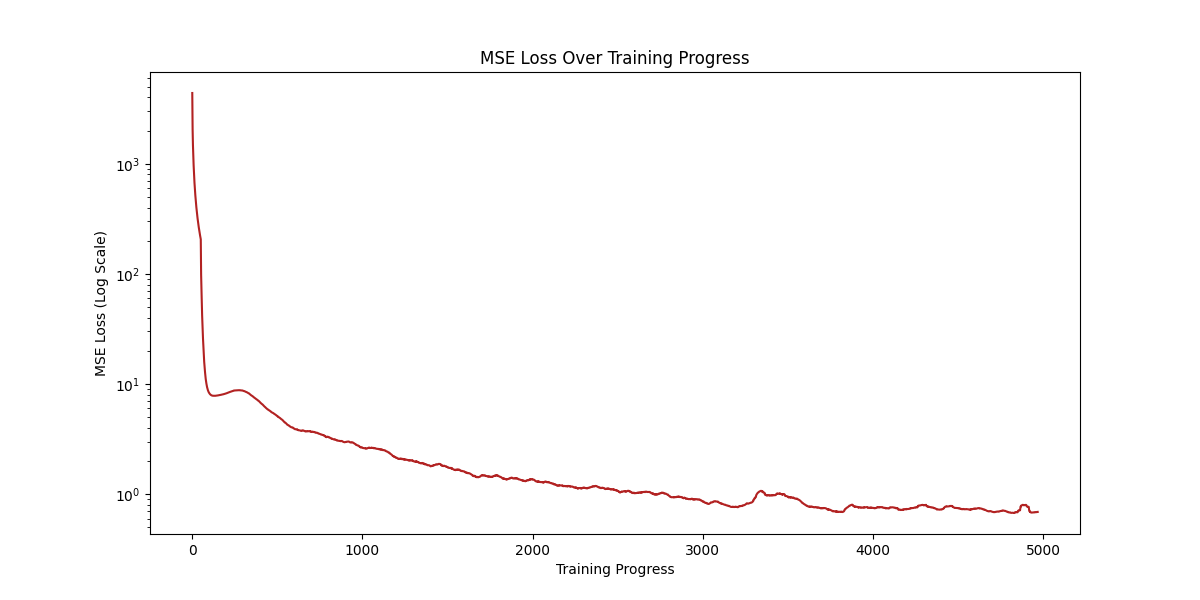 MSE Loss Over Training Progress
MSE Loss (Log Scale)
10³
10²
10¹
10⁰
0 1000 2000 3000 4000 5000
Training Progress